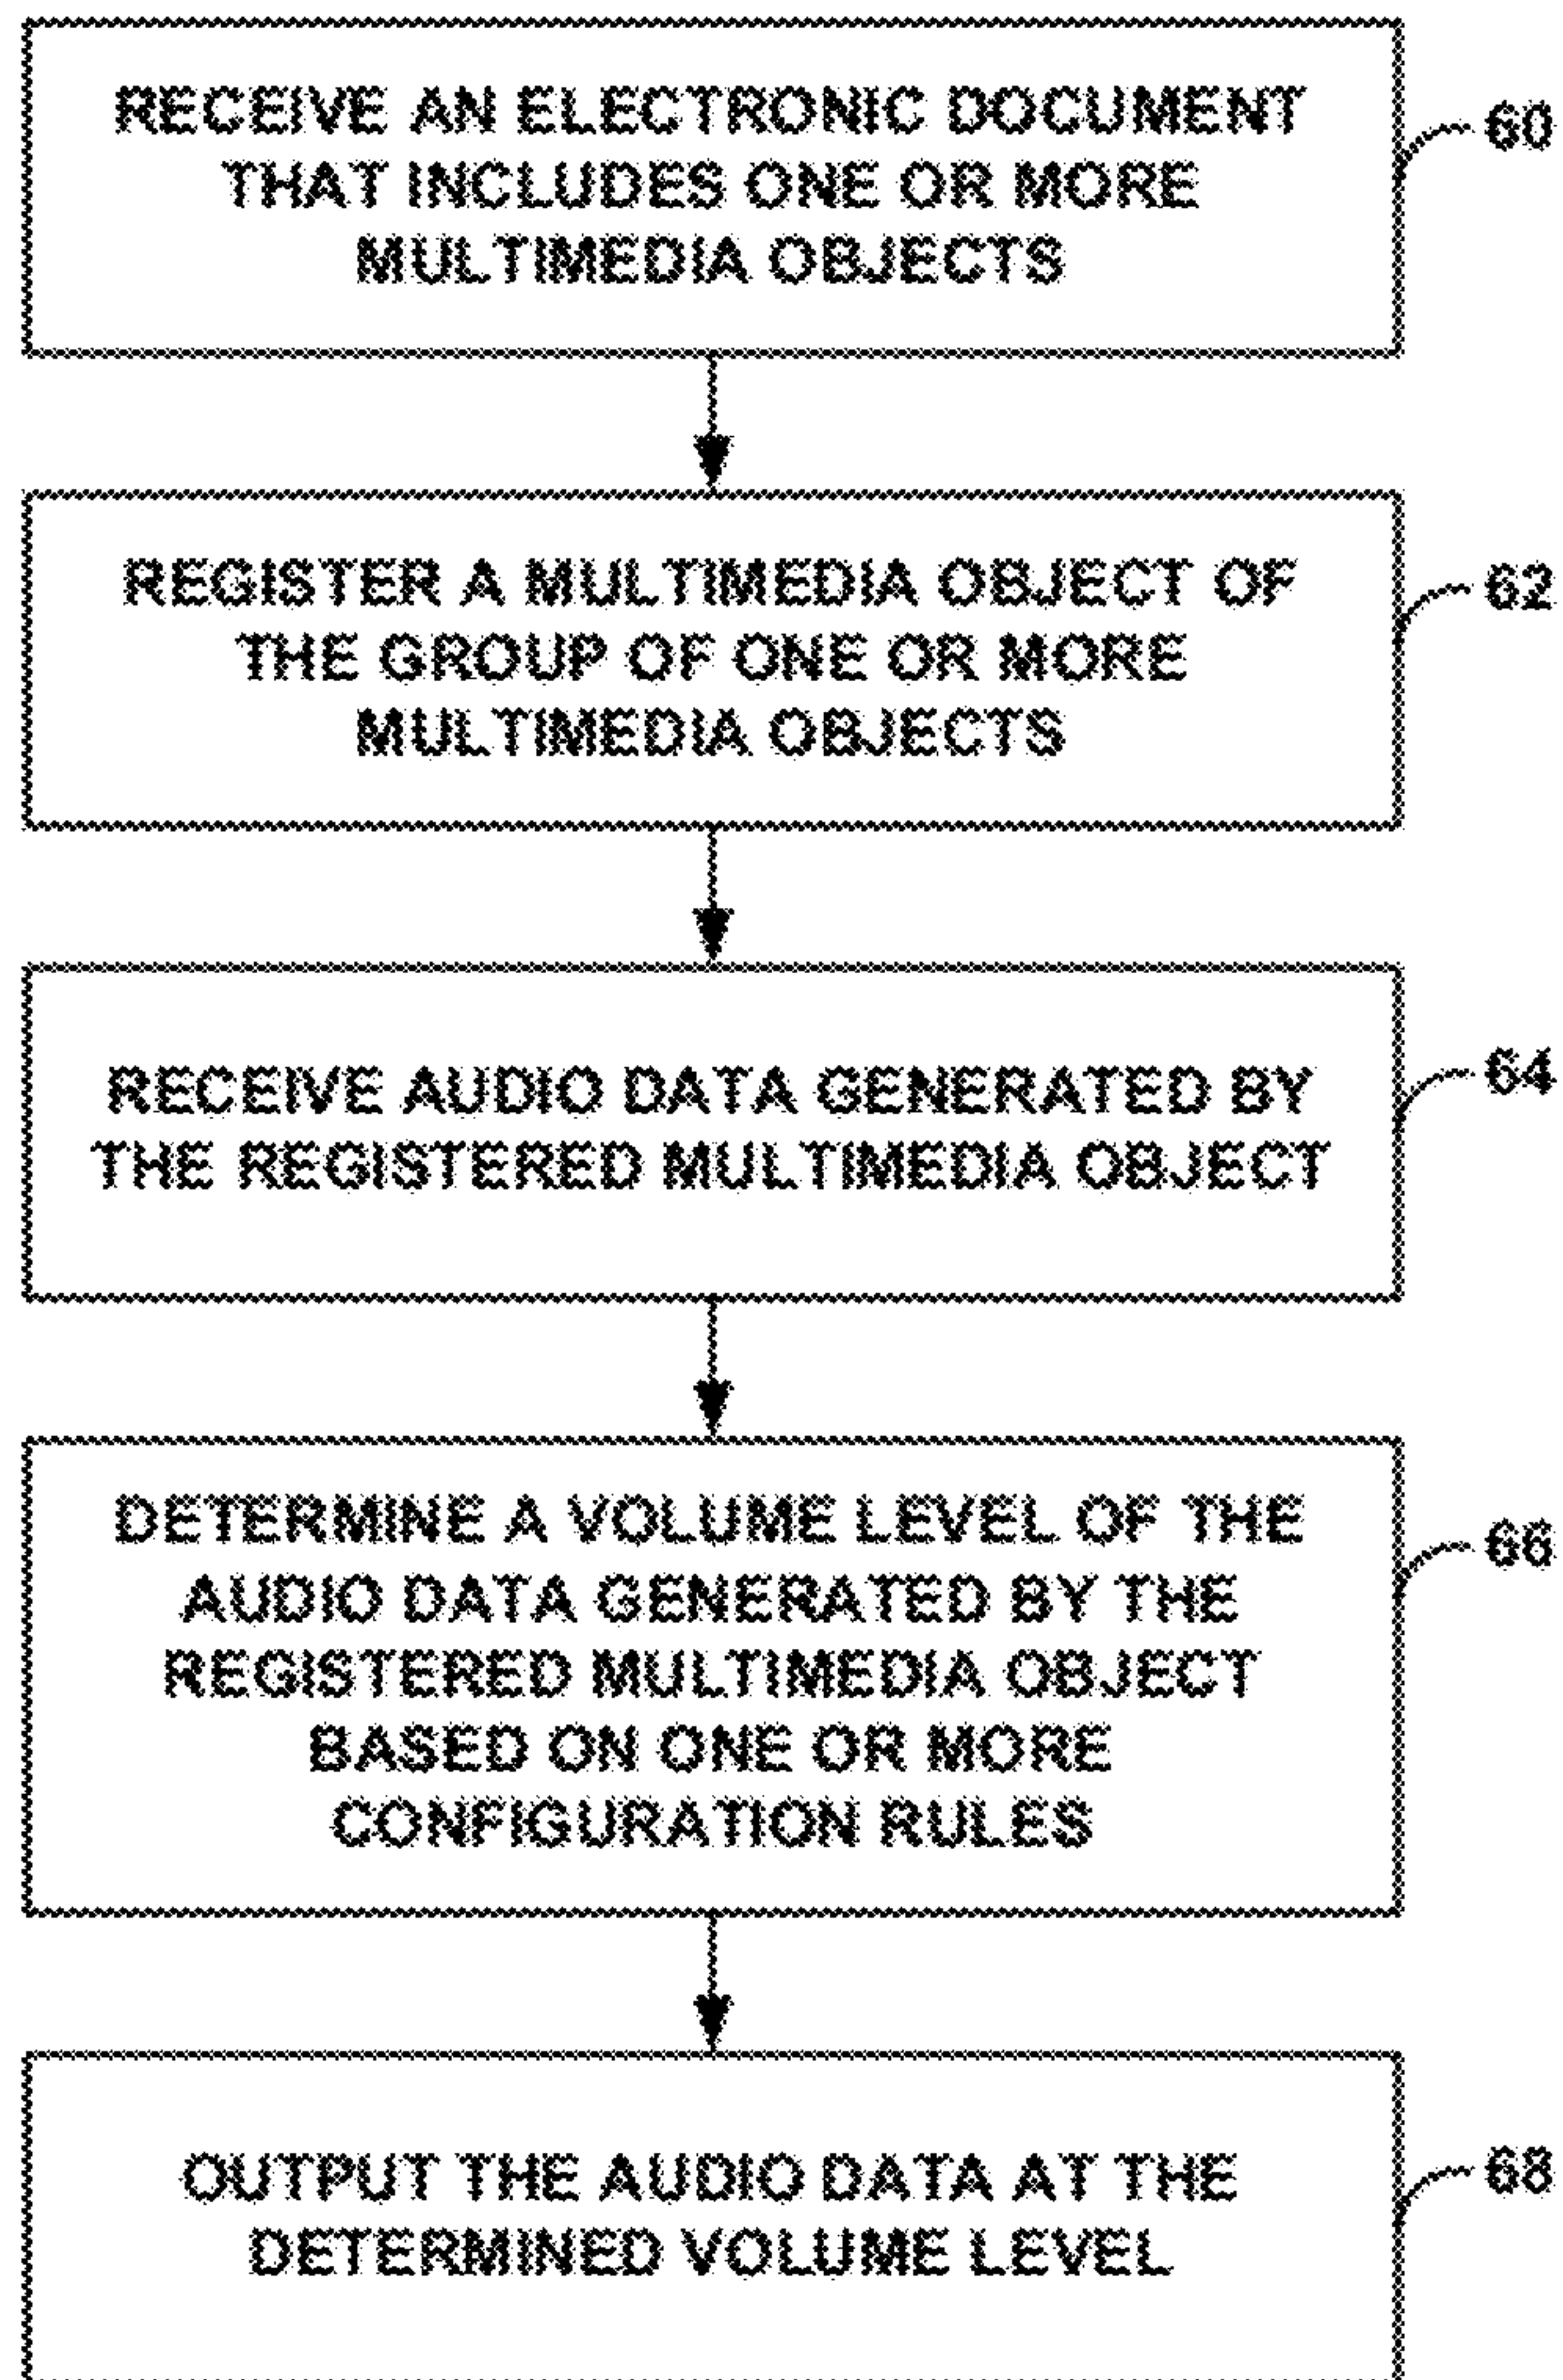 RECEIVE AN ELECTRONIC DOCUMENT
THAT INCLUDES ONE OR MORE
MULTIMEDIA OBJECTS
60
REGISTER A MULTIMEDIA OBJECT OF
THE GROUP OF ONE OR MORE
MULTIMEDIA OBJECTS
62
RECEIVE AUDIO DATA GENERATED BY
THE REGISTERED MULTIMEDIA OBJECT
64
DETERMINE A VOLUME LEVEL OF THE
AUDIO DATA GENERATED BY THE
REGISTERED MULTIMEDIA OBJECT
BASED ON ONE OR MORE
CONFIGURATION RULES
66
OUTPUT THE AUDIO DATA AT THE
DETERMINED VOLUME LEVEL
68